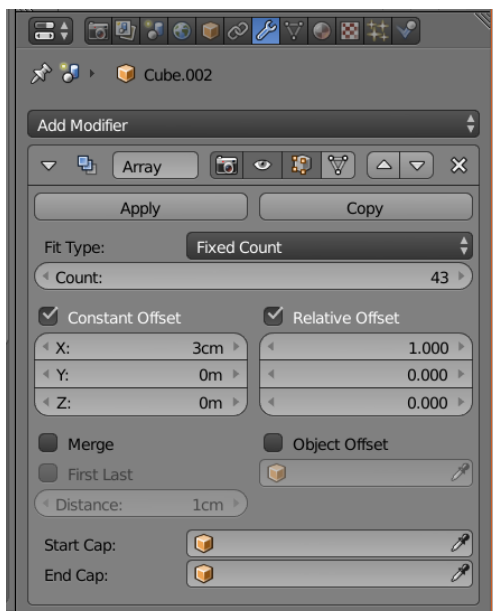 Cube.002
Add Modifier
Array
Apply Copy
Fit Type: Fixed Count
Count: 43
Constant Offset Relative Offset
X: 3cm 1.000
Y: 0m 0.000
Z: 0m 0.000
Merge Object Offset
First Last
Distance: 1cm
Start Cap:
End Cap: